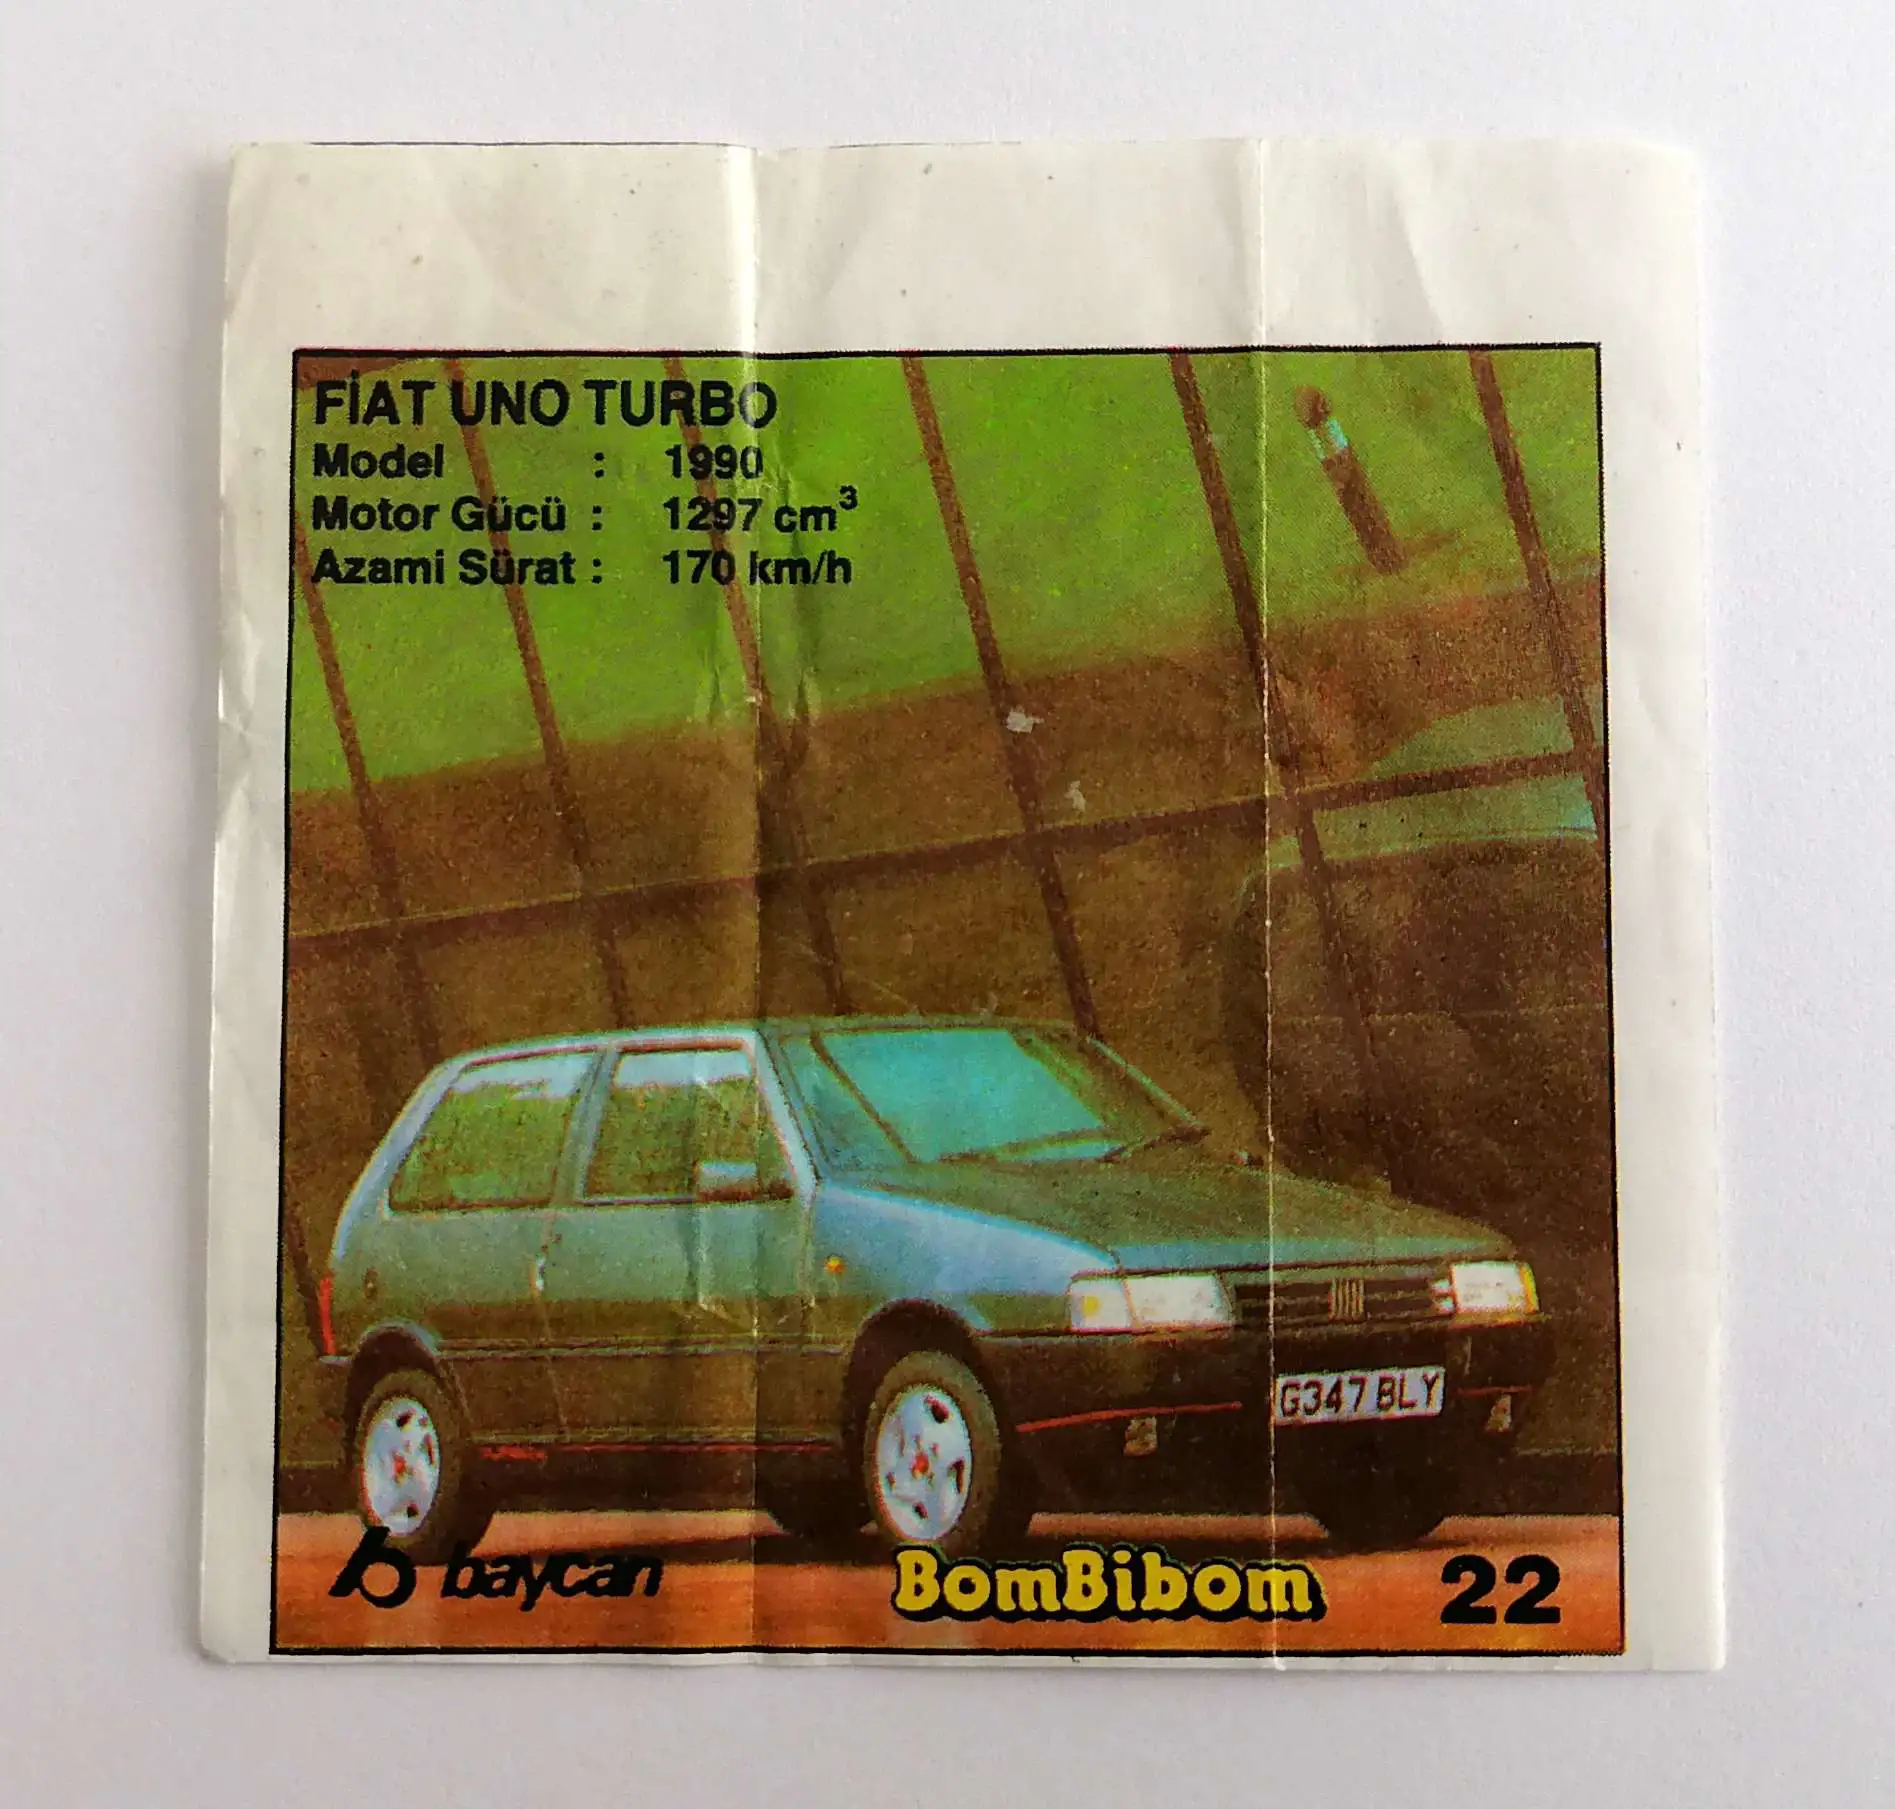 FİAT UNO TURBO
Model : 1990
Motor Gücü : 1297 cm³
Azami Sürat : 170 km/h
G347 BLY
b baycan
BomBibom
22